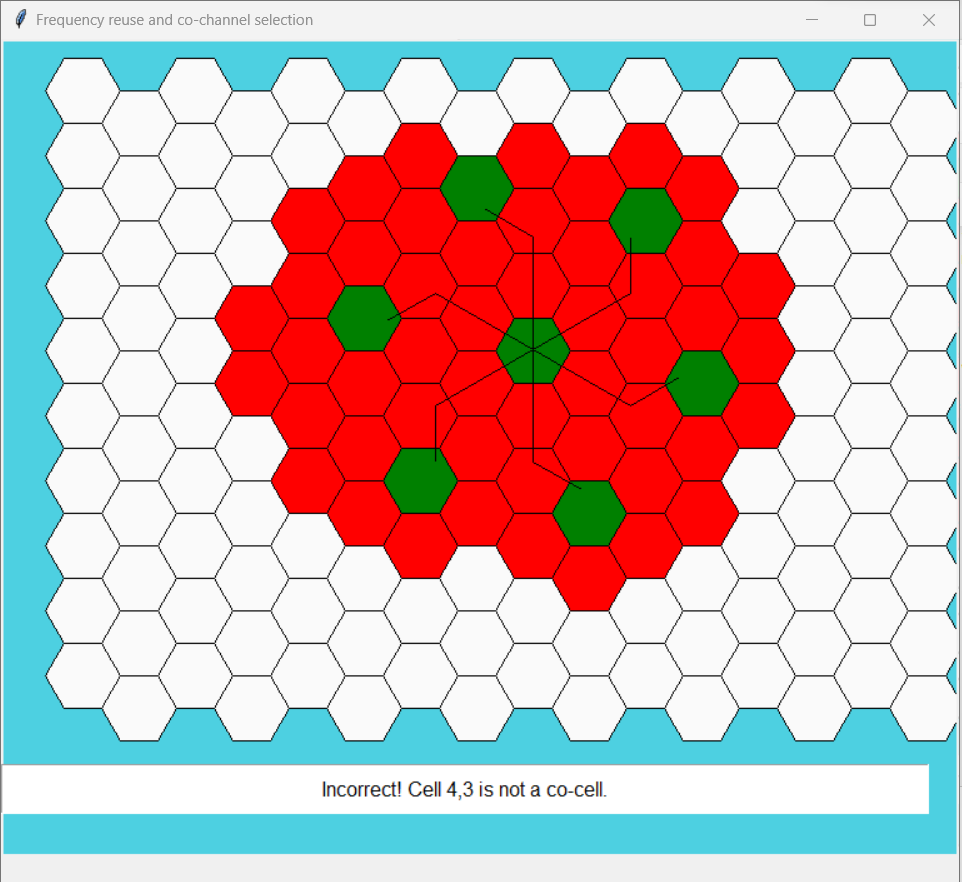 Frequency reuse and co-channel selection
Incorrect! Cell 4,3 is not a co-cell.